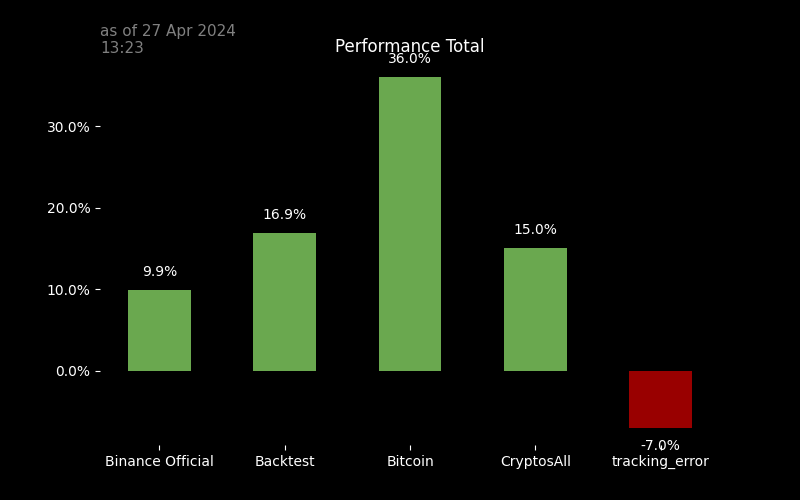 as of 27 Apr 2024
13:23
Performance Total
36.0%
30.0%
20.0%
16.9%
15.0%
10.0%
9.9%
0.0%
-7.0%
Binance Official
Backtest
Bitcoin
CryptosAll
tracking_error